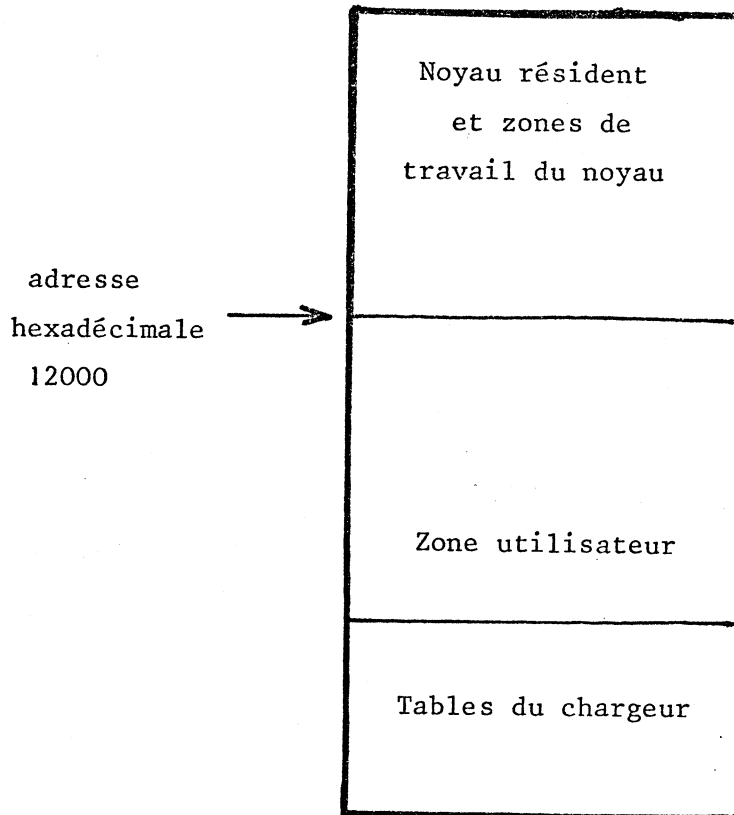 Noyau résident
et zones de
travail du noyau
adresse
hexadécimale
12000
Zone utilisateur
Tables du chargeur